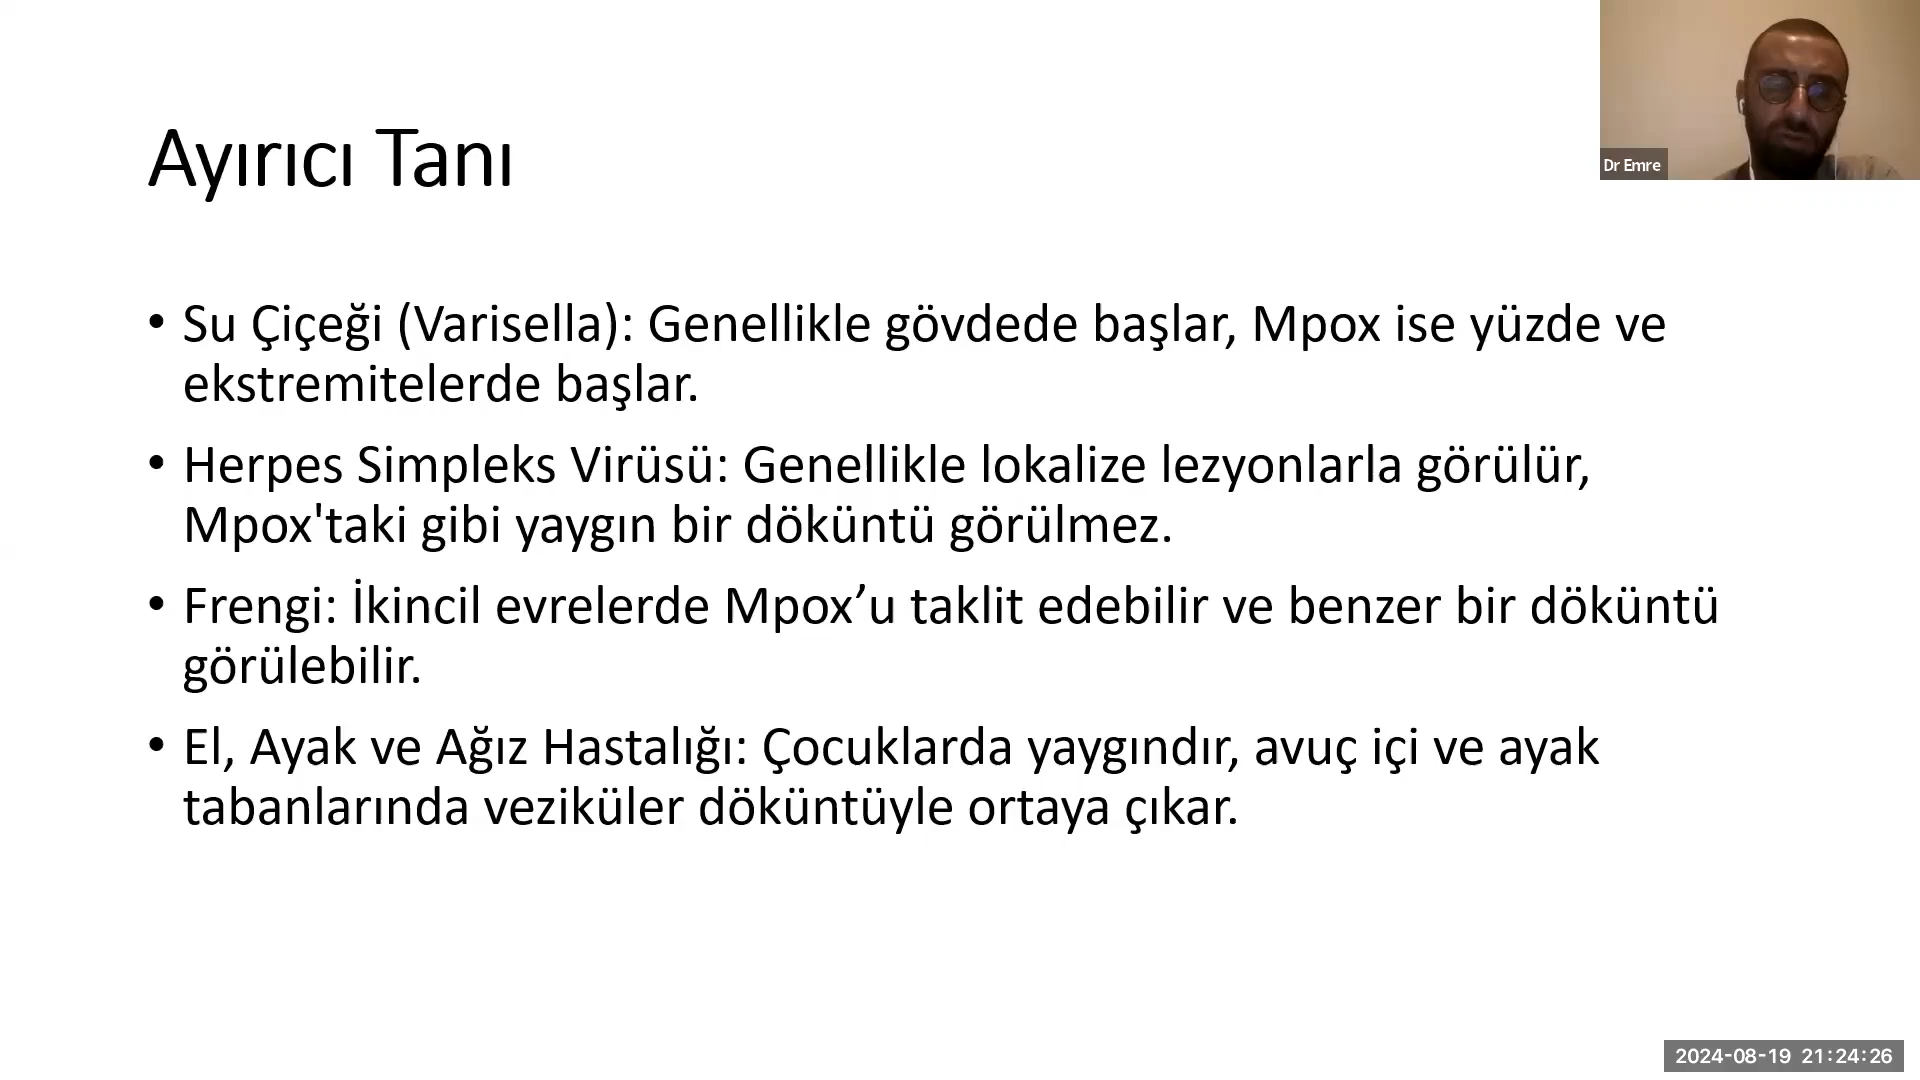 Ayırıcı Tanı
Dr Emre
• Su Çiçeği (Varisella): Genellikle gövdede başlar, Mpox ise yüzde ve
ekstremitelerde başlar.
• Herpes Simpleks Virüsü: Genellikle lokalize lezyonlarla görülür,
Mpox'taki gibi yaygın bir döküntü görülmez.
• Frengi: İkincil evrelerde Mpox’u taklit edebilir ve benzer bir döküntü
görülebilir.
• El, Ayak ve Ağız Hastalığı: Çocuklarda yaygındır, avuç içi ve ayak
tabanlarında veziküler döküntüyle ortaya çıkar.
2024-08-19 21:24:26